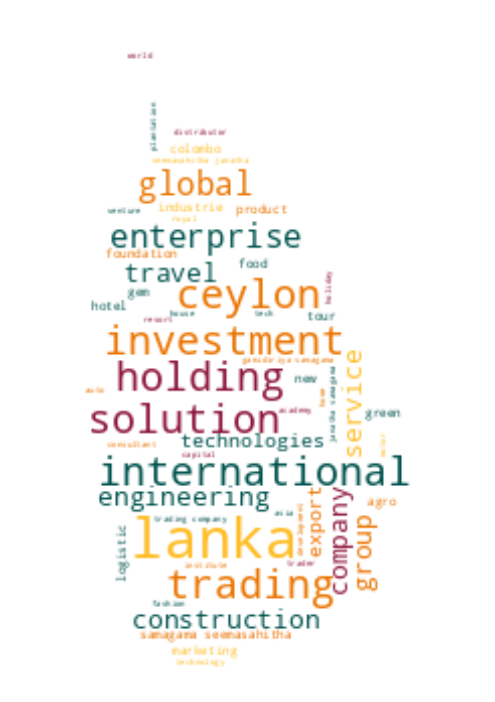 world
plantation
distributor
colombo
seemasahitha janatha
global
venture
industrie
product
royal
enterprise
foundation
food
travel
gem
holiday
ceylon
hotel
house
tech
tour
resort
investment
gamidiriya samagama
holding
new
janatha samagama
service
auto
home
solution
academy
green
technologies
consultant
motor
capital
international
engineering
export
company
agro
asia
trading company
development
lanka
group
logistic
institute
trader
trading
fashion
construction
samagama seemasahitha
marketing
technology